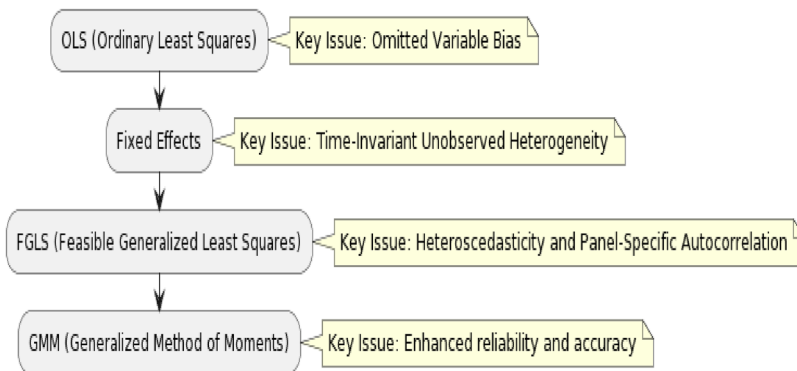 OLS (Ordinary Least Squares)
Key Issue: Omitted Variable Bias
Fixed Effects
Key Issue: Time-Invariant Unobserved Heterogeneity
FGLS (Feasible Generalized Least Squares)
Key Issue: Heteroscedasticity and Panel-Specific Autocorrelation
GMM (Generalized Method of Moments)
Key Issue: Enhanced reliability and accuracy